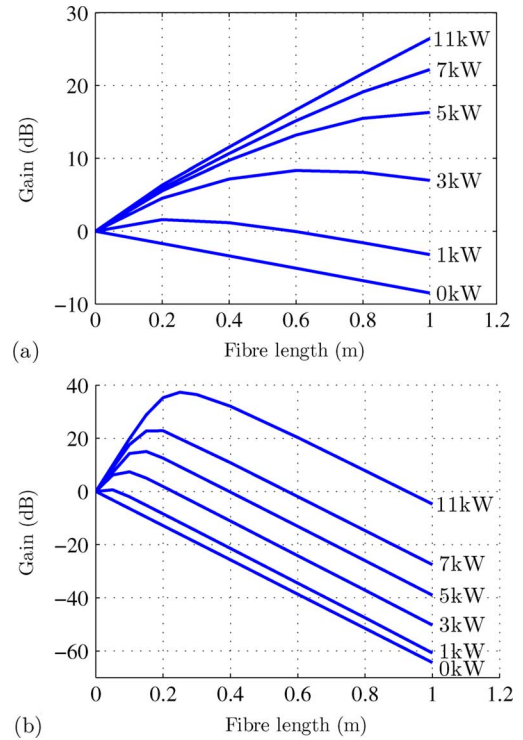 30
20
10
0
−10
Gain (dB)
11kW
7kW
5kW
3kW
1kW
0kW
0 0.2 0.4 0.6 0.8 1 1.2
Fibre length (m)
(a)
40
20
0
−20
−40
−60
Gain (dB)
11kW
7kW
5kW
3kW
1kW
0kW
0 0.2 0.4 0.6 0.8 1 1.2
Fibre length (m)
(b)